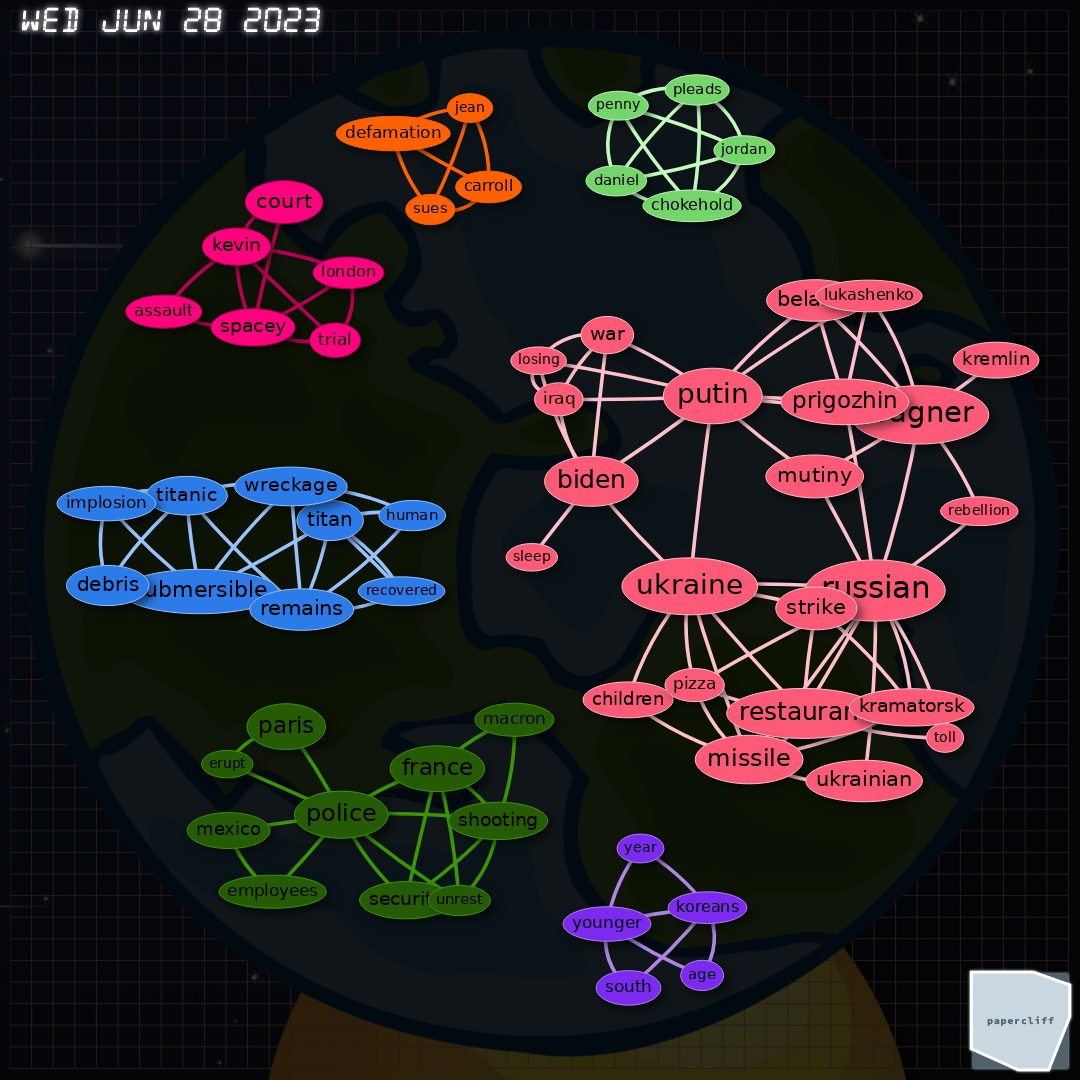 WED JUN 28 2023
jean
defamation
carroll
sues
pleads
penny
jordan
daniel
chokehold
court
kevin
london
assault
spacey
trial
lukashenko
war
losing
iraq
kremlin
putin
prigozhin
biden
mutiny
rebellion
sleep
wreckage
titanic
implosion
titan
human
debris
remains
recovered
ukraine
russian
strike
pizza
children
kramatorsk
toll
missile
ukrainian
paris
macron
erupt
france
police
mexico
shooting
employees
unrest
year
koreans
younger
age
south
papercliff